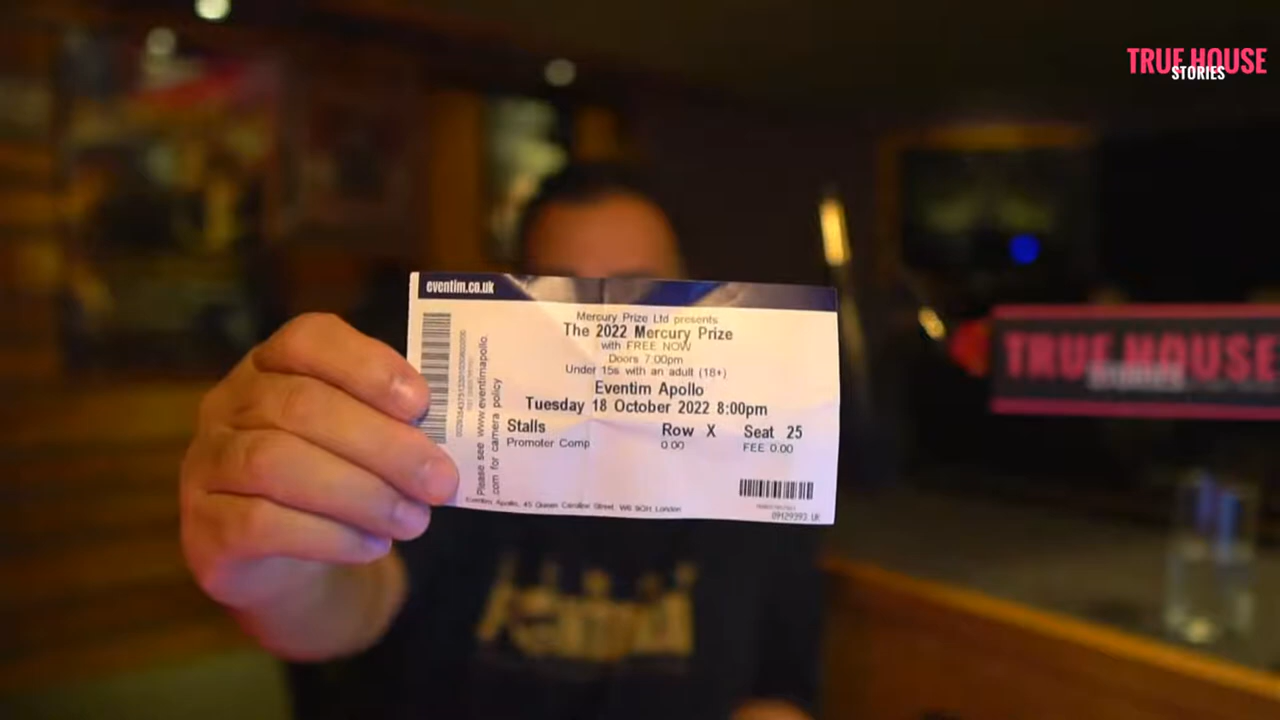 TRUE HOUSE
STORIES
eventim.co.uk
Mercury Prize Ltd presents
The 2022 Mercury Prize
with FREE NOW
Doors 7:00pm
Under 15s with an adult (18+)
Eventim Apollo
Tuesday 18 October 2022 8:00pm
Stalls Row X Seat 25
Promoter Comp 0.00 FEE 0.00
Please see www.eventimapollo.
.com for camera policy
Eventim Apollo, 45 Queen Caroline Street, W6 9QH, London
09129393 UK
TRUE HOUSE
STORIES